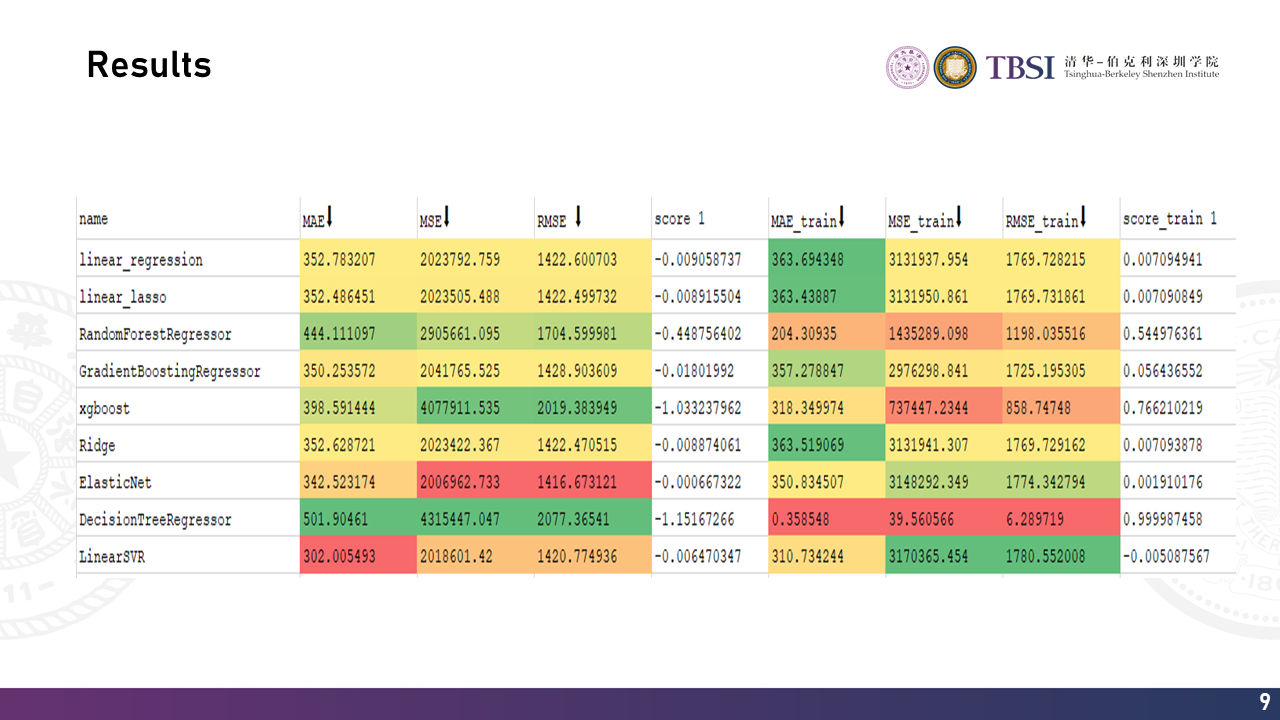 Results
TBSI 清华-伯克利深圳学院
Tsinghua-Berkeley Shenzhen Institute
name MAE↓ MSE↓ RMSE ↓ score 1 MAE_train↓ MSE_train↓ RMSE_train↓ score_train 1
linear_regression 352.783207 2023792.759 1422.600703 -0.009058737 363.694348 3131937.954 1769.728215 0.007094941
linear_lasso 352.486451 2023505.488 1422.499732 -0.008915504 363.43887 3131950.861 1769.731861 0.007090849
RandomForestRegressor 444.111097 2905661.095 1704.599981 -0.448756402 204.30935 1435289.098 1198.035516 0.544976361
GradientBoostingRegressor 350.253572 2041765.525 1428.903609 -0.01801992 357.278847 2976298.841 1725.195305 0.056436552
xgboost 398.591444 4077911.535 2019.383949 -1.033237962 318.349974 737447.2344 858.74748 0.766210219
Ridge 352.628721 2023422.367 1422.470515 -0.008874061 363.519069 3131941.307 1769.729162 0.007093878
ElasticNet 342.523174 2006962.733 1416.673121 -0.000667322 350.834507 3148292.349 1774.342794 0.001910176
DecisionTreeRegressor 501.90461 4315447.047 2077.36541 -1.15167266 0.358548 39.560566 6.289719 0.999987458
LinearSVR 302.005493 2018601.42 1420.774936 -0.006470347 310.734244 3170365.454 1780.552008 -0.005087567
9